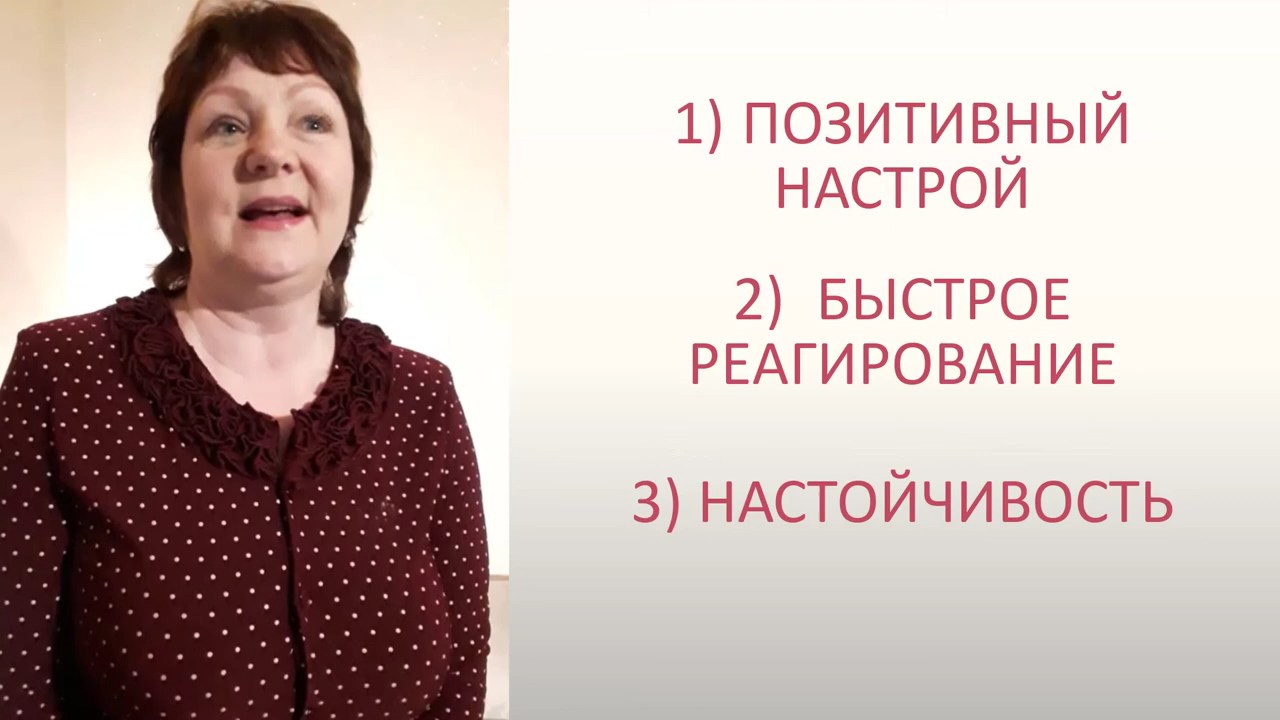 1) ПОЗИТИВНЫЙ
НАСТРОЙ
2) БЫСТРОЕ
РЕАГИРОВАНИЕ
3) НАСТОЙЧИВОСТЬ